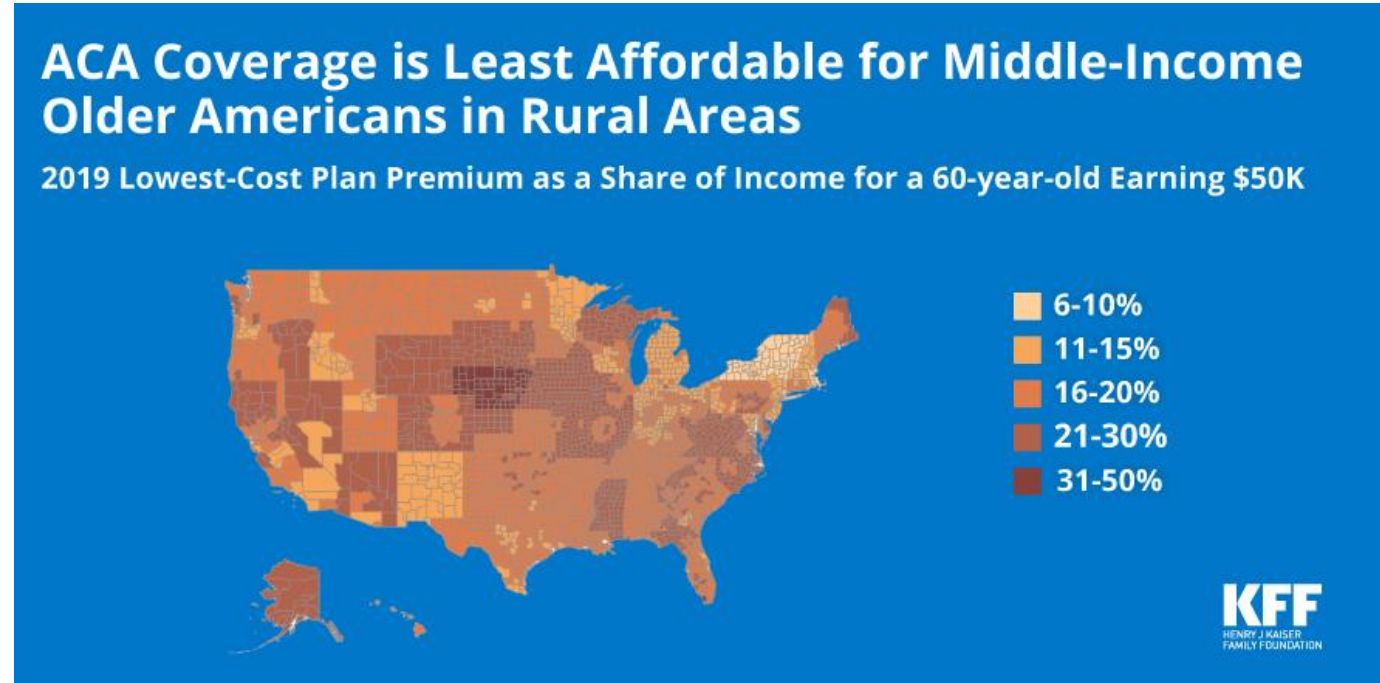 ACA Coverage is Least Affordable for Middle-Income
Older Americans in Rural Areas
2019 Lowest-Cost Plan Premium as a Share of Income for a 60-year-old Earning $50K
6-10%
11-15%
16-20%
21-30%
31-50%
KFF
HENRY J KAISER
FAMILY FOUNDATION